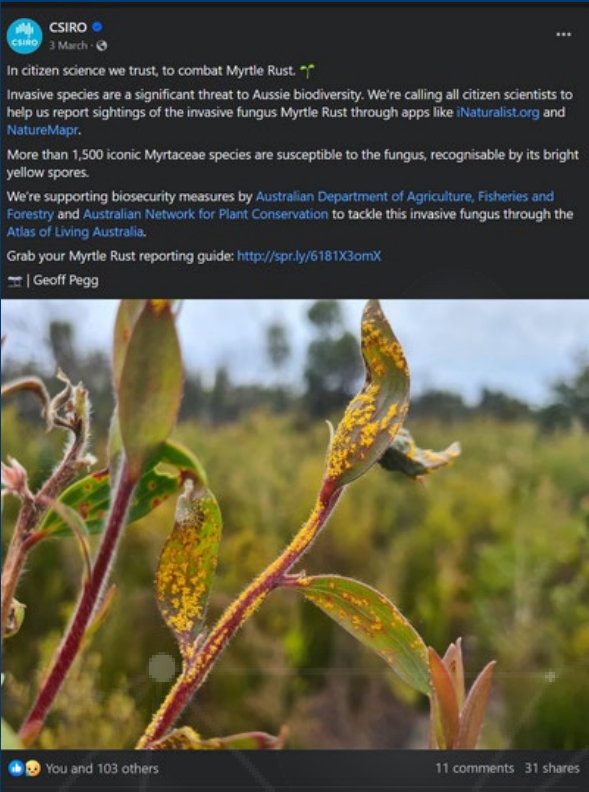 CSIRO
CSIRO
3 March ·
In citizen science we trust, to combat Myrtle Rust.
Invasive species are a significant threat to Aussie biodiversity. We're calling all citizen scientists to
help us report sightings of the invasive fungus Myrtle Rust through apps like iNaturalist.org and
NatureMapr.
More than 1,500 iconic Myrtaceae species are susceptible to the fungus, recognisable by its bright
yellow spores.
We're supporting biosecurity measures by Australian Department of Agriculture, Fisheries and
Forestry and Australian Network for Plant Conservation to tackle this invasive fungus through the
Atlas of Living Australia.
Grab your Myrtle Rust reporting guide: http://spr.ly/6181X3omX
| Geoff Pegg
You and 103 others
11 comments 31 shares